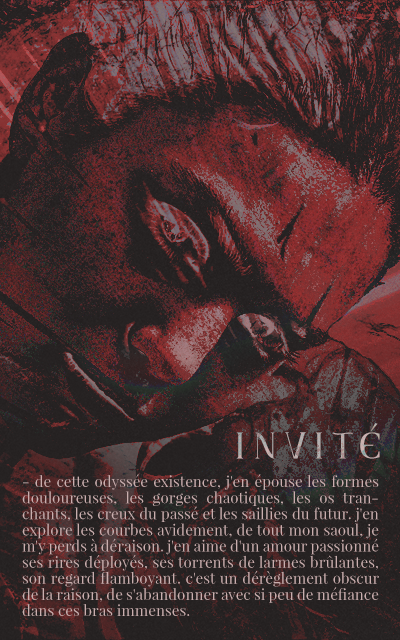 INVITÉ
– de cette odyssée existence, j'en épouse les formes
douloureuses, les gorges chaotiques, les os tran-
chants, les creux du passé et les saillies du futur. j'en
explore les courbes avidement, de tout mon saoul, je
m'y perds à déraison. j'en aime d'un amour passionné
ses rires déployés, ses torrents de larmes brûlantes,
son regard flamboyant. c'est un dérèglement obscur
de la raison, de s'abandonner avec si peu de méfiance
dans ces bras immenses.